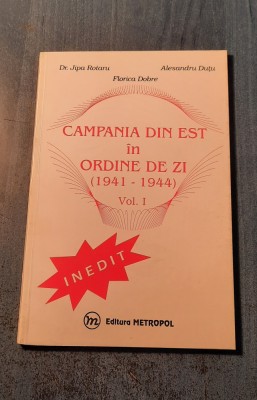 Dr. Jipa Rotaru
Alesandru Duțu
Florica Dobre
CAMPANIA DIN EST
în
ORDINE DE ZI
(1941 - 1944)
Vol. I
INEDIT
m Editura METROPOL